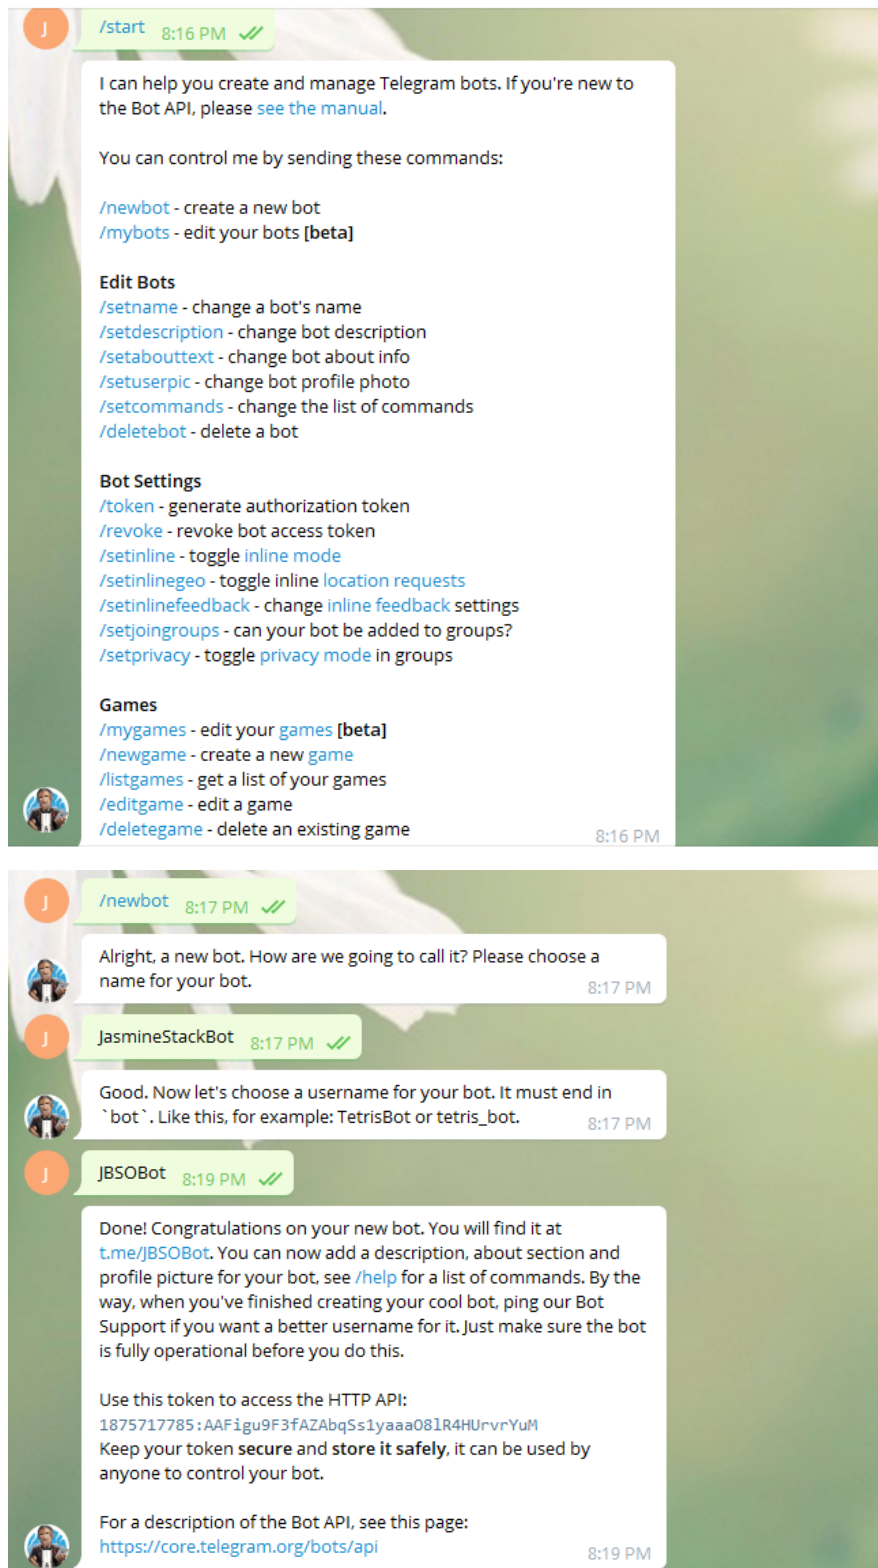 J
/start 8:16 PM
I can help you create and manage Telegram bots. If you're new to
the Bot API, please see the manual.
You can control me by sending these commands:
/newbot - create a new bot
/mybots - edit your bots [beta]
Edit Bots
/setname - change a bot's name
/setdescription - change bot description
/setabouttext - change bot about info
/setuserpic - change bot profile photo
/setcommands - change the list of commands
/deletebot - delete a bot
Bot Settings
/token - generate authorization token
/revoke - revoke bot access token
/setinline - toggle inline mode
/setinlinegeo - toggle inline location requests
/setinlinefeedback - change inline feedback settings
/setjoingroups - can your bot be added to groups?
/setprivacy - toggle privacy mode in groups
Games
/mygames - edit your games [beta]
/newgame - create a new game
/listgames - get a list of your games
/editgame - edit a game
/deletegame - delete an existing game
8:16 PM
J
/newbot 8:17 PM
Alright, a new bot. How are we going to call it? Please choose a
name for your bot.
8:17 PM
J
JasmineStackBot 8:17 PM
Good. Now let's choose a username for your bot. It must end in
`bot`. Like this, for example: TetrisBot or tetris_bot.
8:17 PM
J
JBSOBot 8:19 PM
Done! Congratulations on your new bot. You will find it at
t.me/JBSOBot. You can now add a description, about section and
profile picture for your bot, see /help for a list of commands. By the
way, when you've finished creating your cool bot, ping our Bot
Support if you want a better username for it. Just make sure the bot
is fully operational before you do this.
Use this token to access the HTTP API:
1875717785:AAFigu9F3fAZAbqSs1yaaaO8lR4HUrvrYuM
Keep your token secure and store it safely, it can be used by
anyone to control your bot.
For a description of the Bot API, see this page:
https://core.telegram.org/bots/api
8:19 PM